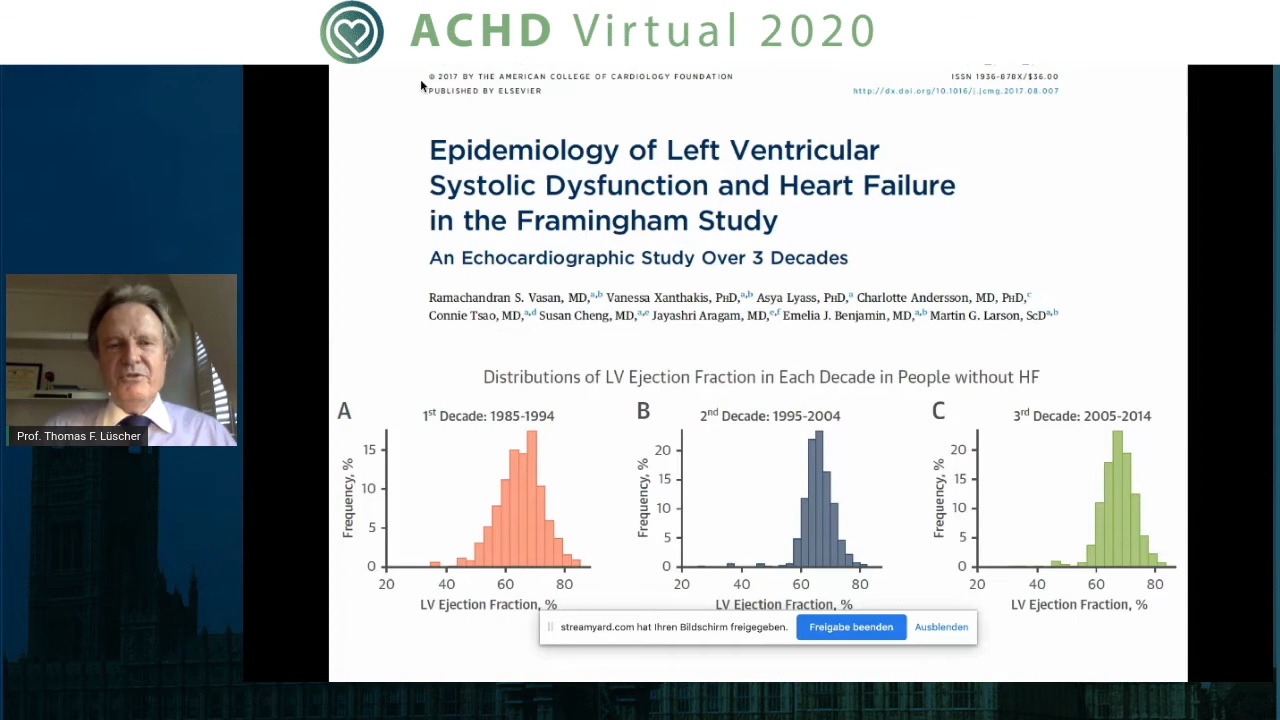 ACHD Virtual 2020
© 2017 BY THE AMERICAN COLLEGE OF CARDIOLOGY FOUNDATION
ISSN 1936-878X/$36.00
PUBLISHED BY ELSEVIER
http://dx.doi.org/10.1016/j.jcmg.2017.08.007
Epidemiology of Left Ventricular
Systolic Dysfunction and Heart Failure
in the Framingham Study
An Echocardiographic Study Over 3 Decades
Ramachandran S. Vasan, MD,a,b Vanessa Xanthakis, PHD,a,b Asya Lyass, PHD,a Charlotte Andersson, MD, PHD,c
Connie Tsao, MD,a,d Susan Cheng, MD,a,e Jayashri Aragam, MD,e,f Emelia J. Benjamin, MD,a,b Martin G. Larson, ScDa,b
Prof. Thomas F. Lüscher
Distributions of LV Ejection Fraction in Each Decade in People without HF
A
1st Decade: 1985-1994
Frequency, %
15
10
5
0
20 40 60 80
LV Ejection Fraction, %
B
2nd Decade: 1995-2004
Frequency, %
20
15
10
5
0
20 40 60 80
LV Ejection Fraction, %
C
3rd Decade: 2005-2014
Frequency, %
20
15
10
5
0
20 40 60 80
LV Ejection Fraction, %
streamyard.com hat Ihren Bildschirm freigegeben.
Freigabe beenden
Ausblenden